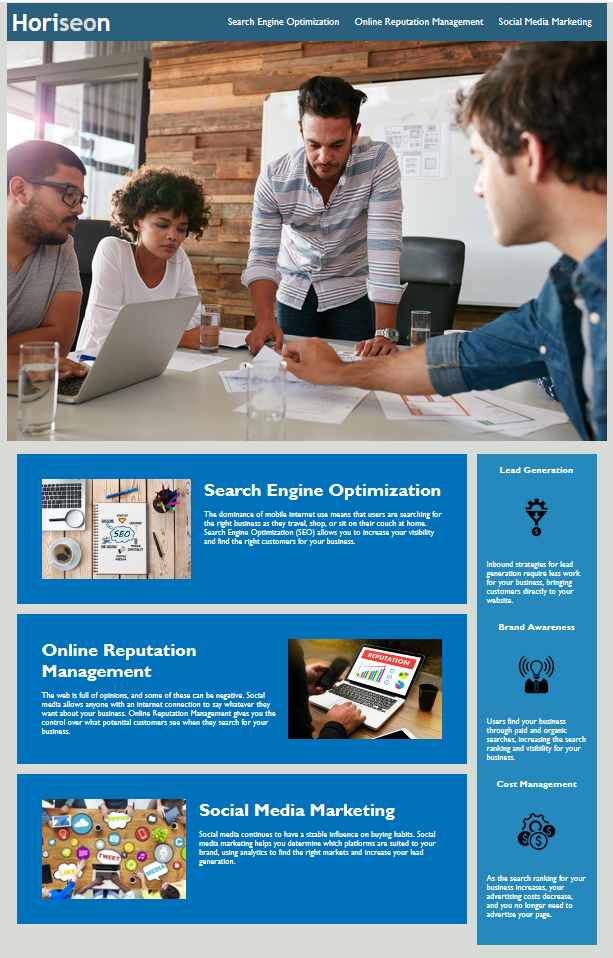 Horiseon
Search Engine Optimization
Online Reputation Management
Social Media Marketing
SEO
Search Engine Optimization
The dominance of mobile internet use means that users are searching for
the right business as they travel, shop, or sit on their couch at home.
Search Engine Optimization (SEO) allows you to increase your visibility
and find the right customers for your business.
Online Reputation
Management
The web is full of opinions, and some of these can be negative. Social
media allows anyone with an internet connection to say whatever they
want about your business. Online Reputation Management gives you the
control over what potential customers see when they search for your
business.
REPUTATION
SHARE
TWEET
LIKE
MEDIA
Social Media Marketing
Social media continues to have a sizable influence on buying habits. Social
media marketing helps you determine which platforms are suited to your
brand, using analytics to find the right markets and increase your lead
generation.
Lead Generation
$
Inbound strategies for lead
generation require less work
for your business, bringing
customers directly to your
website.
Brand Awareness
Users find your business
through paid and organic
searches, increasing the search
ranking and visibility for your
business.
Cost Management
$
$
$
As the search ranking for your
business increases, your
advertising costs decrease,
and you no longer need to
advertise your page.